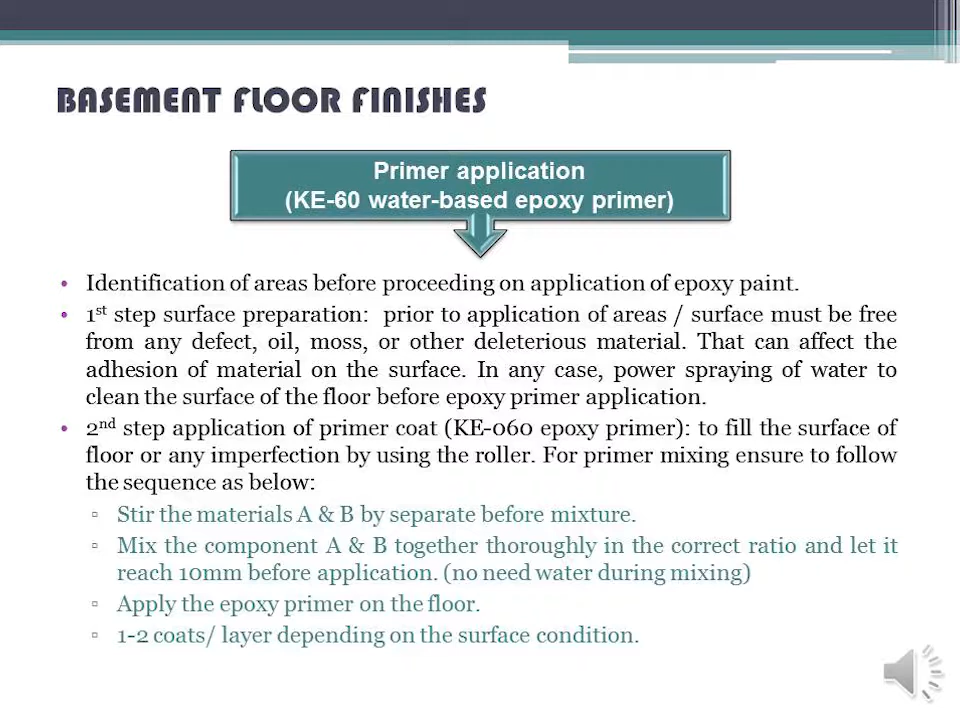 BASEMENT FLOOR FINISHES
Primer application
(KE-60 water-based epoxy primer)
• Identification of areas before proceeding on application of epoxy paint.
• 1st step surface preparation: prior to application of areas / surface must be free
from any defect, oil, moss, or other deleterious material. That can affect the
adhesion of material on the surface. In any case, power spraying of water to
clean the surface of the floor before epoxy primer application.
• 2nd step application of primer coat (KE-060 epoxy primer): to fill the surface of
floor or any imperfection by using the roller. For primer mixing ensure to follow
the sequence as below:
▫ Stir the materials A & B by separate before mixture.
▫ Mix the component A & B together thoroughly in the correct ratio and let it
reach 10mm before application. (no need water during mixing)
▫ Apply the epoxy primer on the floor.
▫ 1-2 coats/ layer depending on the surface condition.